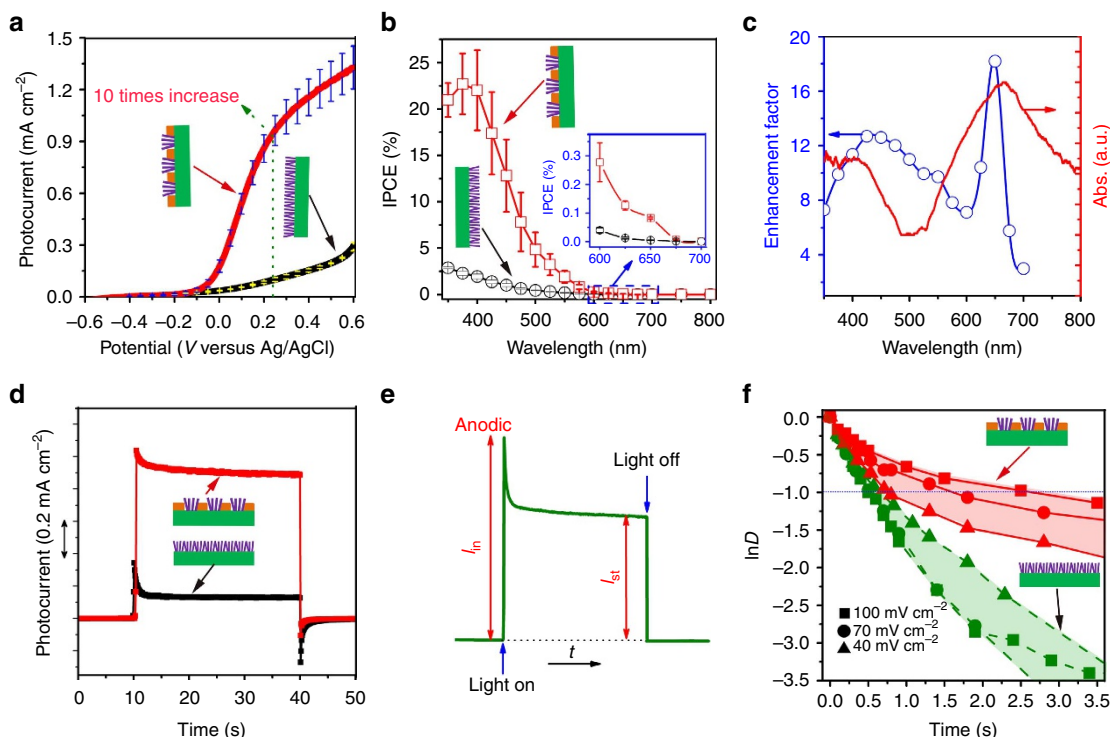 a
1.5
1.2
0.9
0.6
0.3
0.0
Photocurrent (mA cm−2)
10 times increase
−0.6 −0.4 −0.2 0.0 0.2 0.4 0.6
Potential (V versus Ag/AgCl)
b
25
20
15
10
5
0
IPCE (%)
0.3
0.2
0.1
0.0
IPCE (%)
600 650 700
400 500 600 700 800
Wavelength (nm)
c
20
16
12
8
4
Enhancement factor
Abs. (a.u.)
400 500 600 700 800
Wavelength (nm)
d
Photocurrent (0.2 mA cm−2)
0 10 20 30 40 50
Time (s)
e
Anodic
Light off
Iin
Ist
t
Light on
f
0.0
−0.5
−1.0
−1.5
−2.0
−2.5
−3.0
−3.5
lnD
100 mV cm−2
70 mV cm−2
40 mV cm−2
0.0 0.5 1.0 1.5 2.0 2.5 3.0 3.5
Time (s)